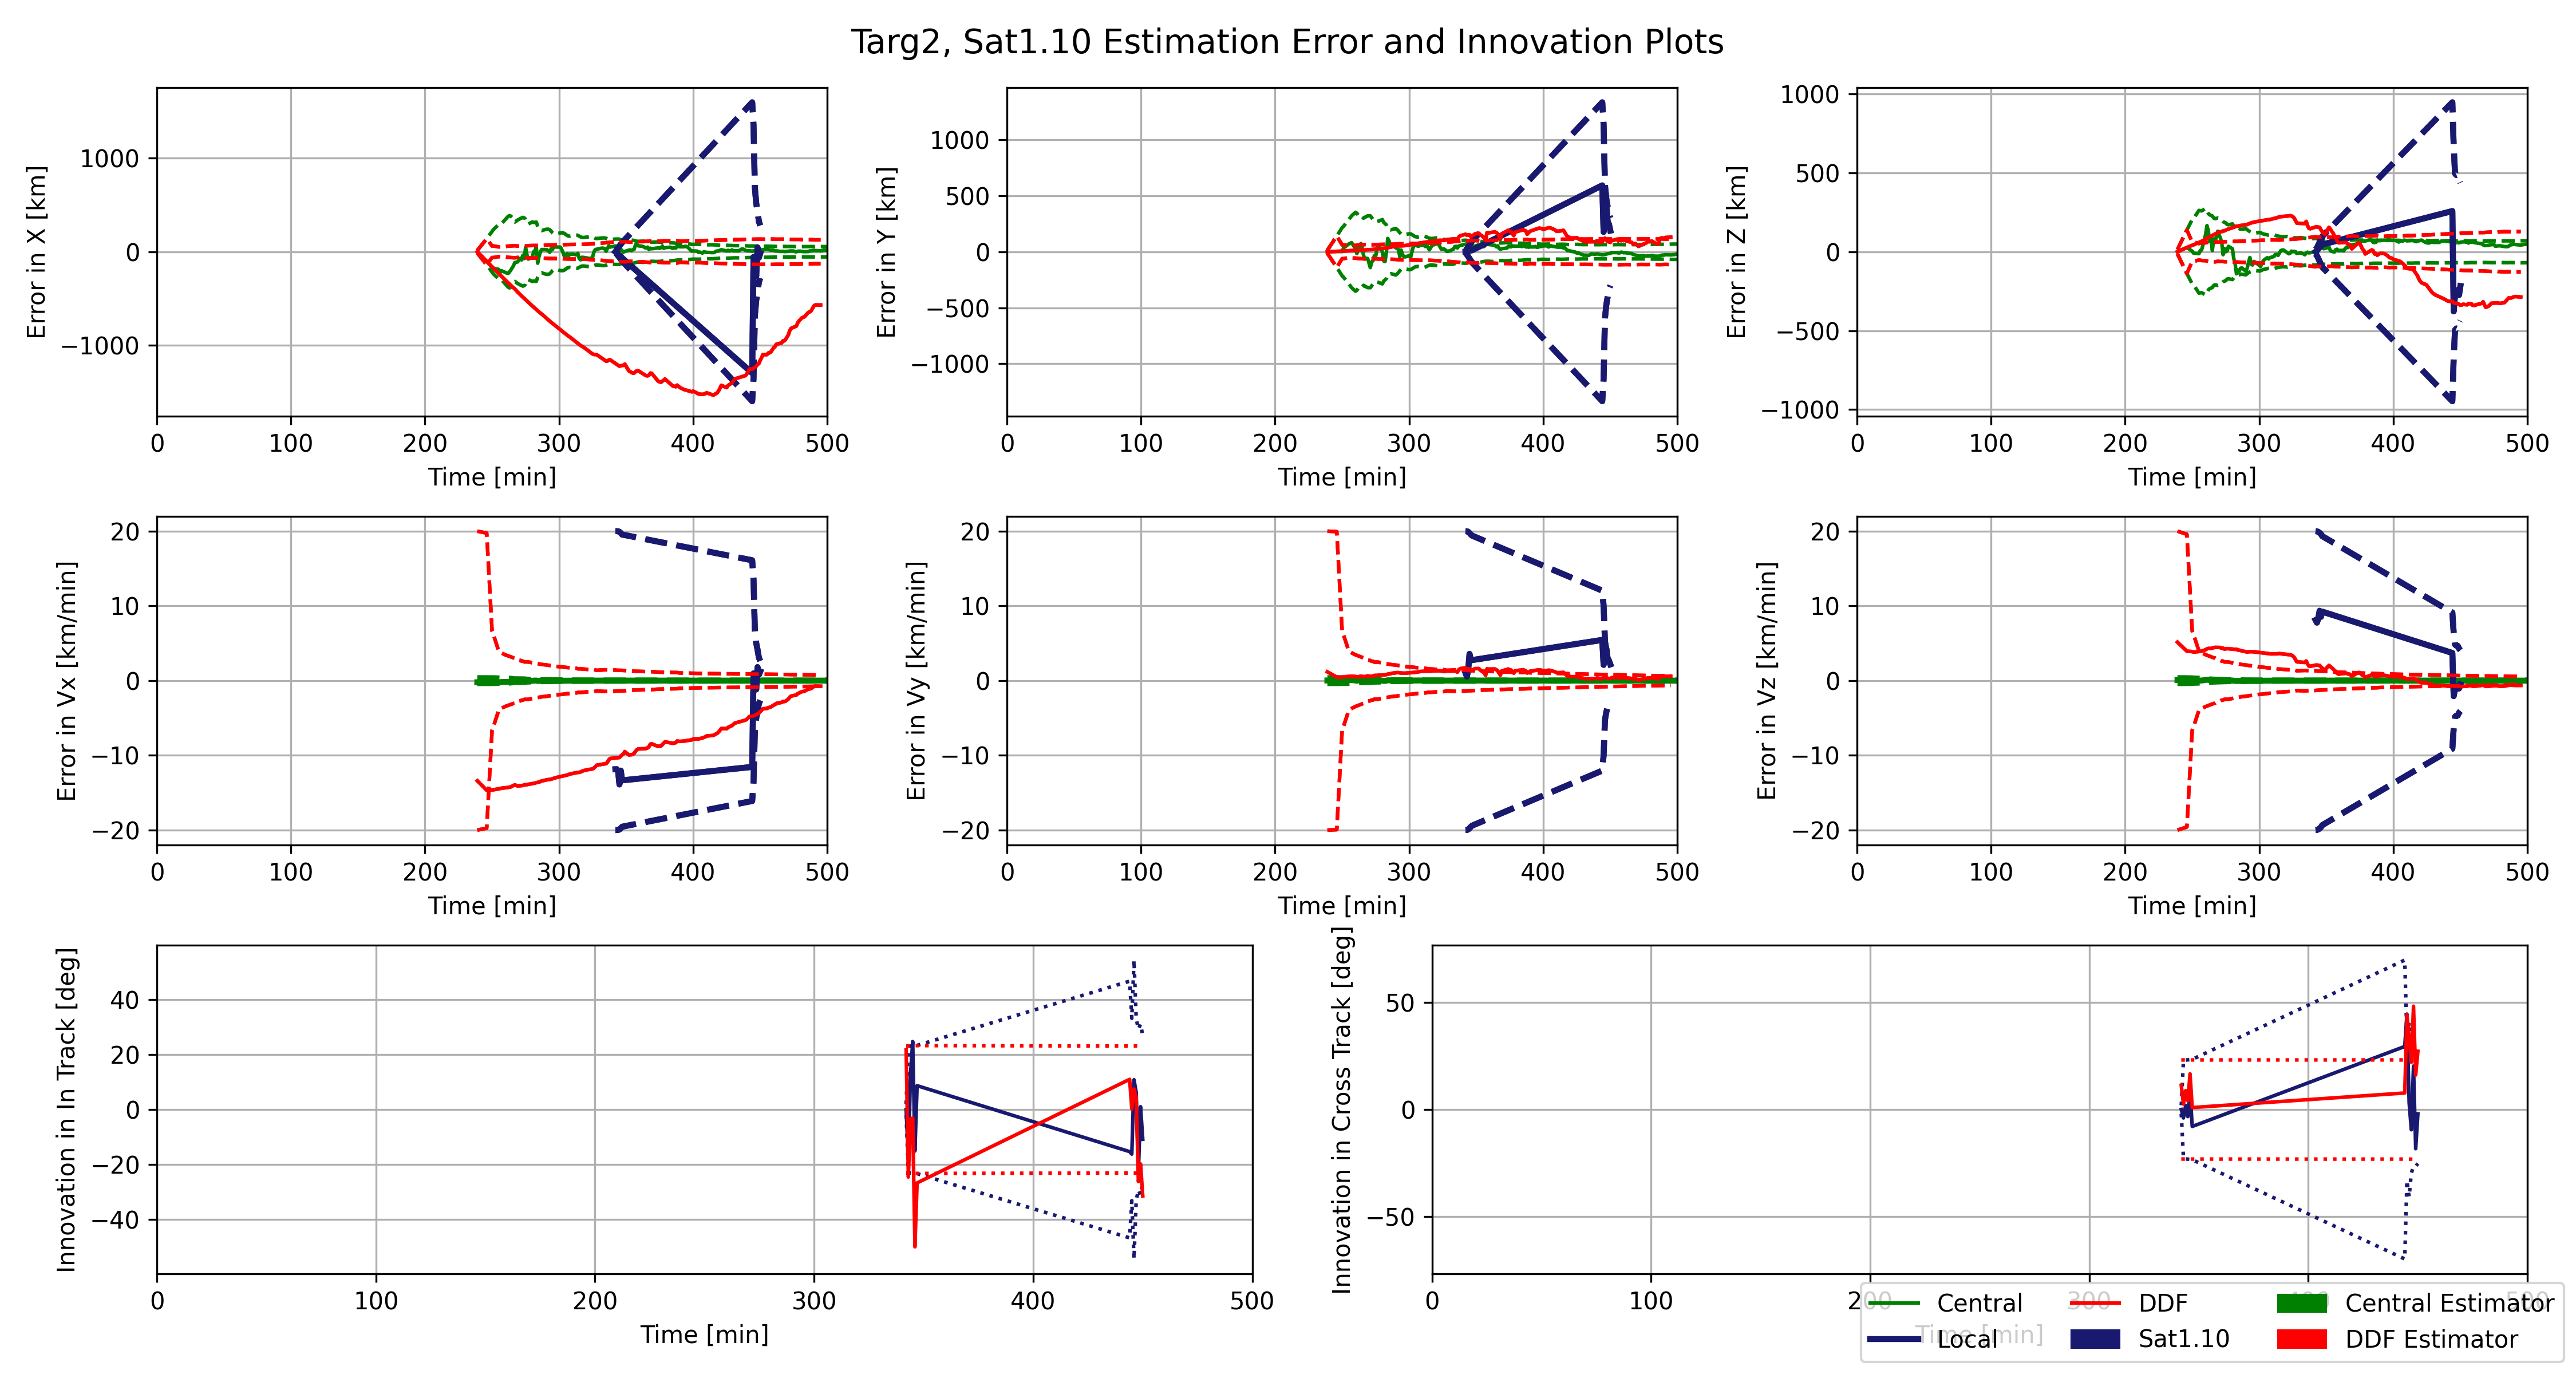 Targ2, Sat1.10 Estimation Error and Innovation Plots
Error in X [km]
1000
0
−1000
0 100 200 300 400 500
Time [min]
Error in Y [km]
1000
500
0
−500
−1000
0 100 200 300 400 500
Time [min]
Error in Z [km]
1000
500
0
−500
−1000
0 100 200 300 400 500
Time [min]
Error in Vx [km/min]
20
10
0
−10
−20
0 100 200 300 400 500
Time [min]
Error in Vy [km/min]
20
10
0
−10
−20
0 100 200 300 400 500
Time [min]
Error in Vz [km/min]
20
10
0
−10
−20
0 100 200 300 400 500
Time [min]
Innovation in In Track [deg]
40
20
0
−20
−40
0 100 200 300 400 500
Time [min]
Innovation in Cross Track [deg]
50
0
−50
0 100 200 300 400 500
Time [min]
Central DDF Central Estimator
Local Sat1.10 DDF Estimator